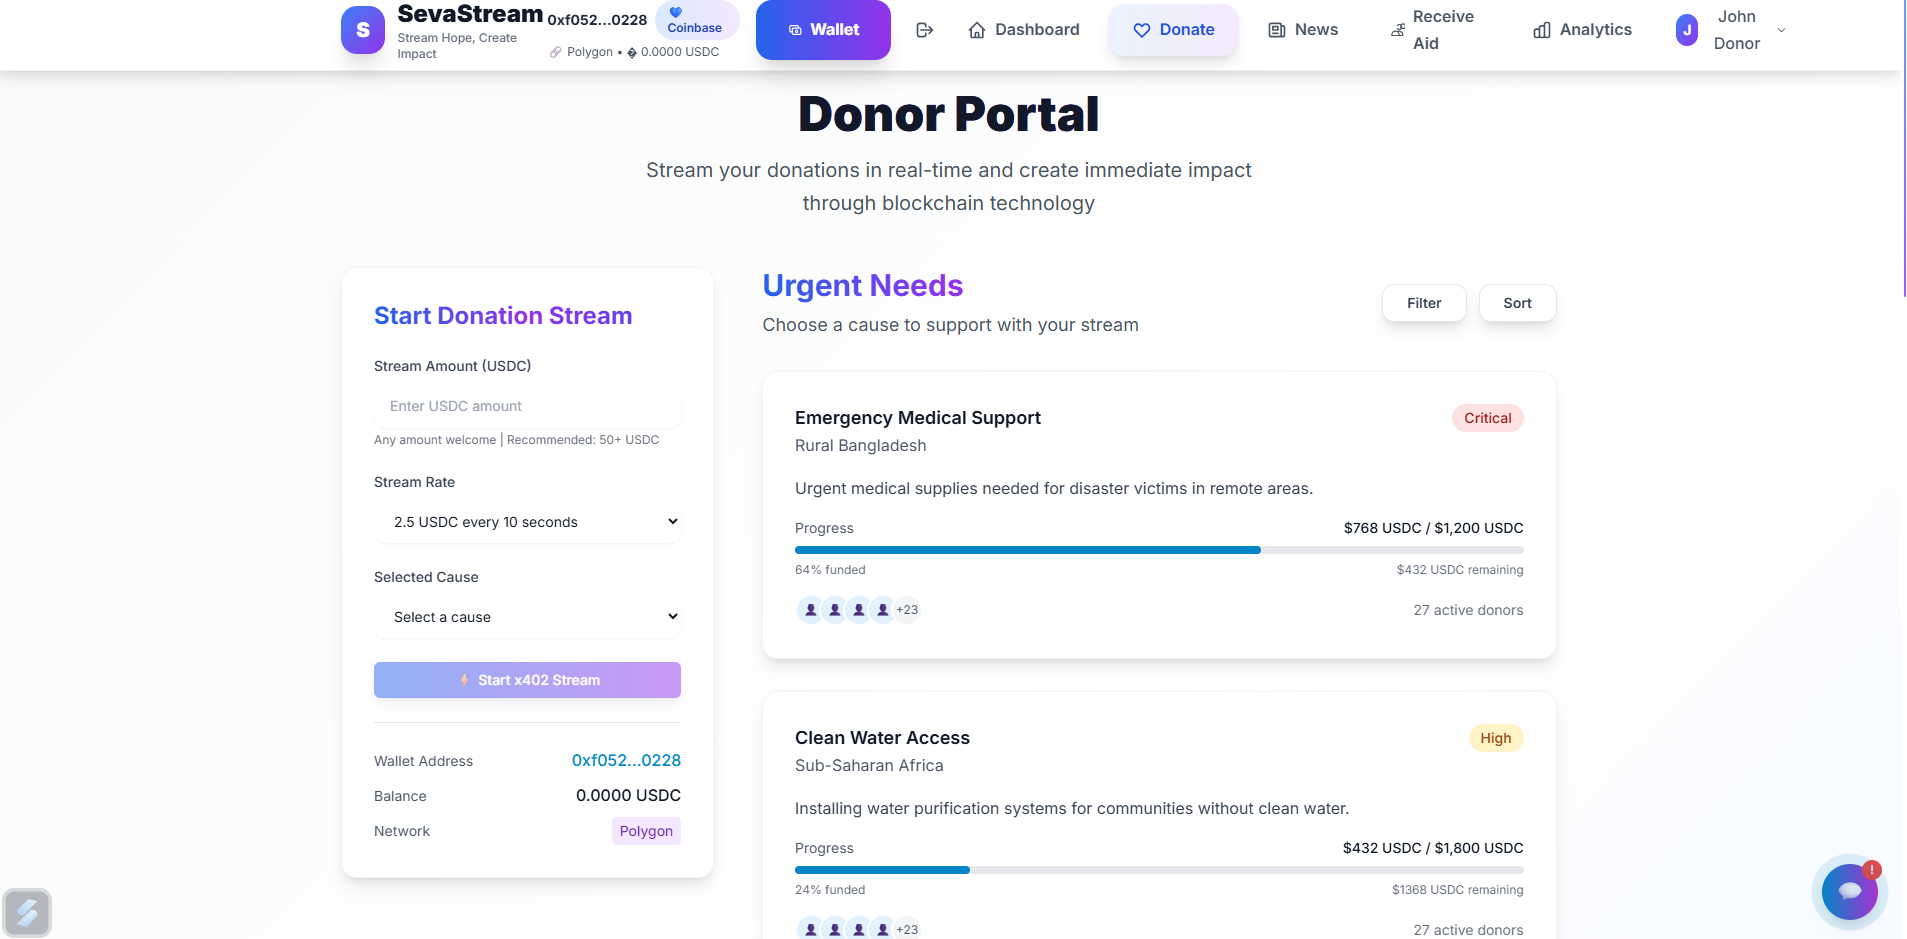 S
SevaStream
Stream Hope, Create
Impact
0xf052...0228
Coinbase
Polygon • � 0.0000 USDC
Wallet
Dashboard
Donate
News
Receive
Aid
Analytics
J
John
Donor
Donor Portal
Stream your donations in real-time and create immediate impact
through blockchain technology
Start Donation Stream
Stream Amount (USDC)
Enter USDC amount
Any amount welcome | Recommended: 50+ USDC
Stream Rate
2.5 USDC every 10 seconds
Selected Cause
Select a cause
Start x402 Stream
Wallet Address 0xf052...0228
Balance 0.0000 USDC
Network Polygon
Urgent Needs
Choose a cause to support with your stream
Filter
Sort
Emergency Medical Support
Critical
Rural Bangladesh
Urgent medical supplies needed for disaster victims in remote areas.
Progress $768 USDC / $1,200 USDC
64% funded $432 USDC remaining
+23 27 active donors
Clean Water Access
High
Sub-Saharan Africa
Installing water purification systems for communities without clean water.
Progress $432 USDC / $1,800 USDC
24% funded $1368 USDC remaining
+23 27 active donors
!